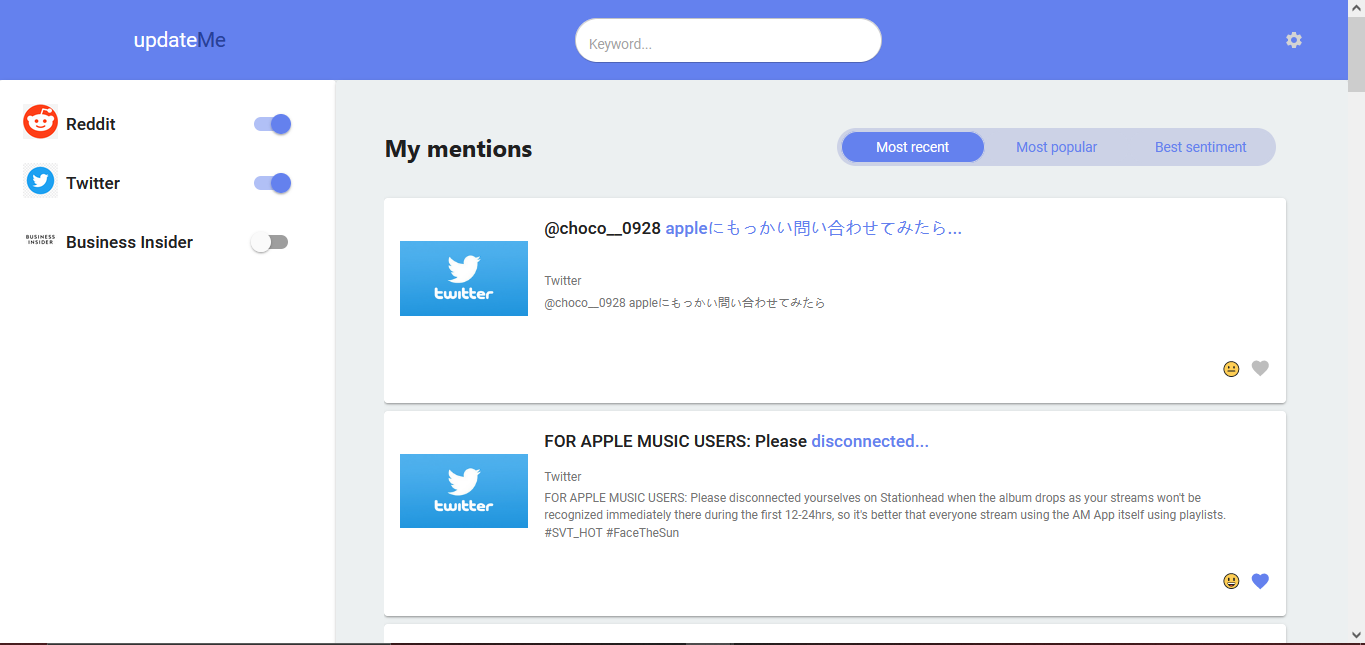 updateMe
Keyword...
Reddit
Twitter
BUSINESS
INSIDER
Business Insider
My mentions
Most recent
Most popular
Best sentiment
twitter
@choco__0928 appleにもっかい問い合わせてみたら...
Twitter
@choco__0928 appleにもっかい問い合わせてみたら
twitter
FOR APPLE MUSIC USERS: Please disconnected...
Twitter
FOR APPLE MUSIC USERS: Please disconnected yourselves on Stationhead when the album drops as your streams won't be
recognized immediately there during the first 12-24hrs, so it's better that everyone stream using the AM App itself using playlists.
#SVT_HOT #FaceTheSun